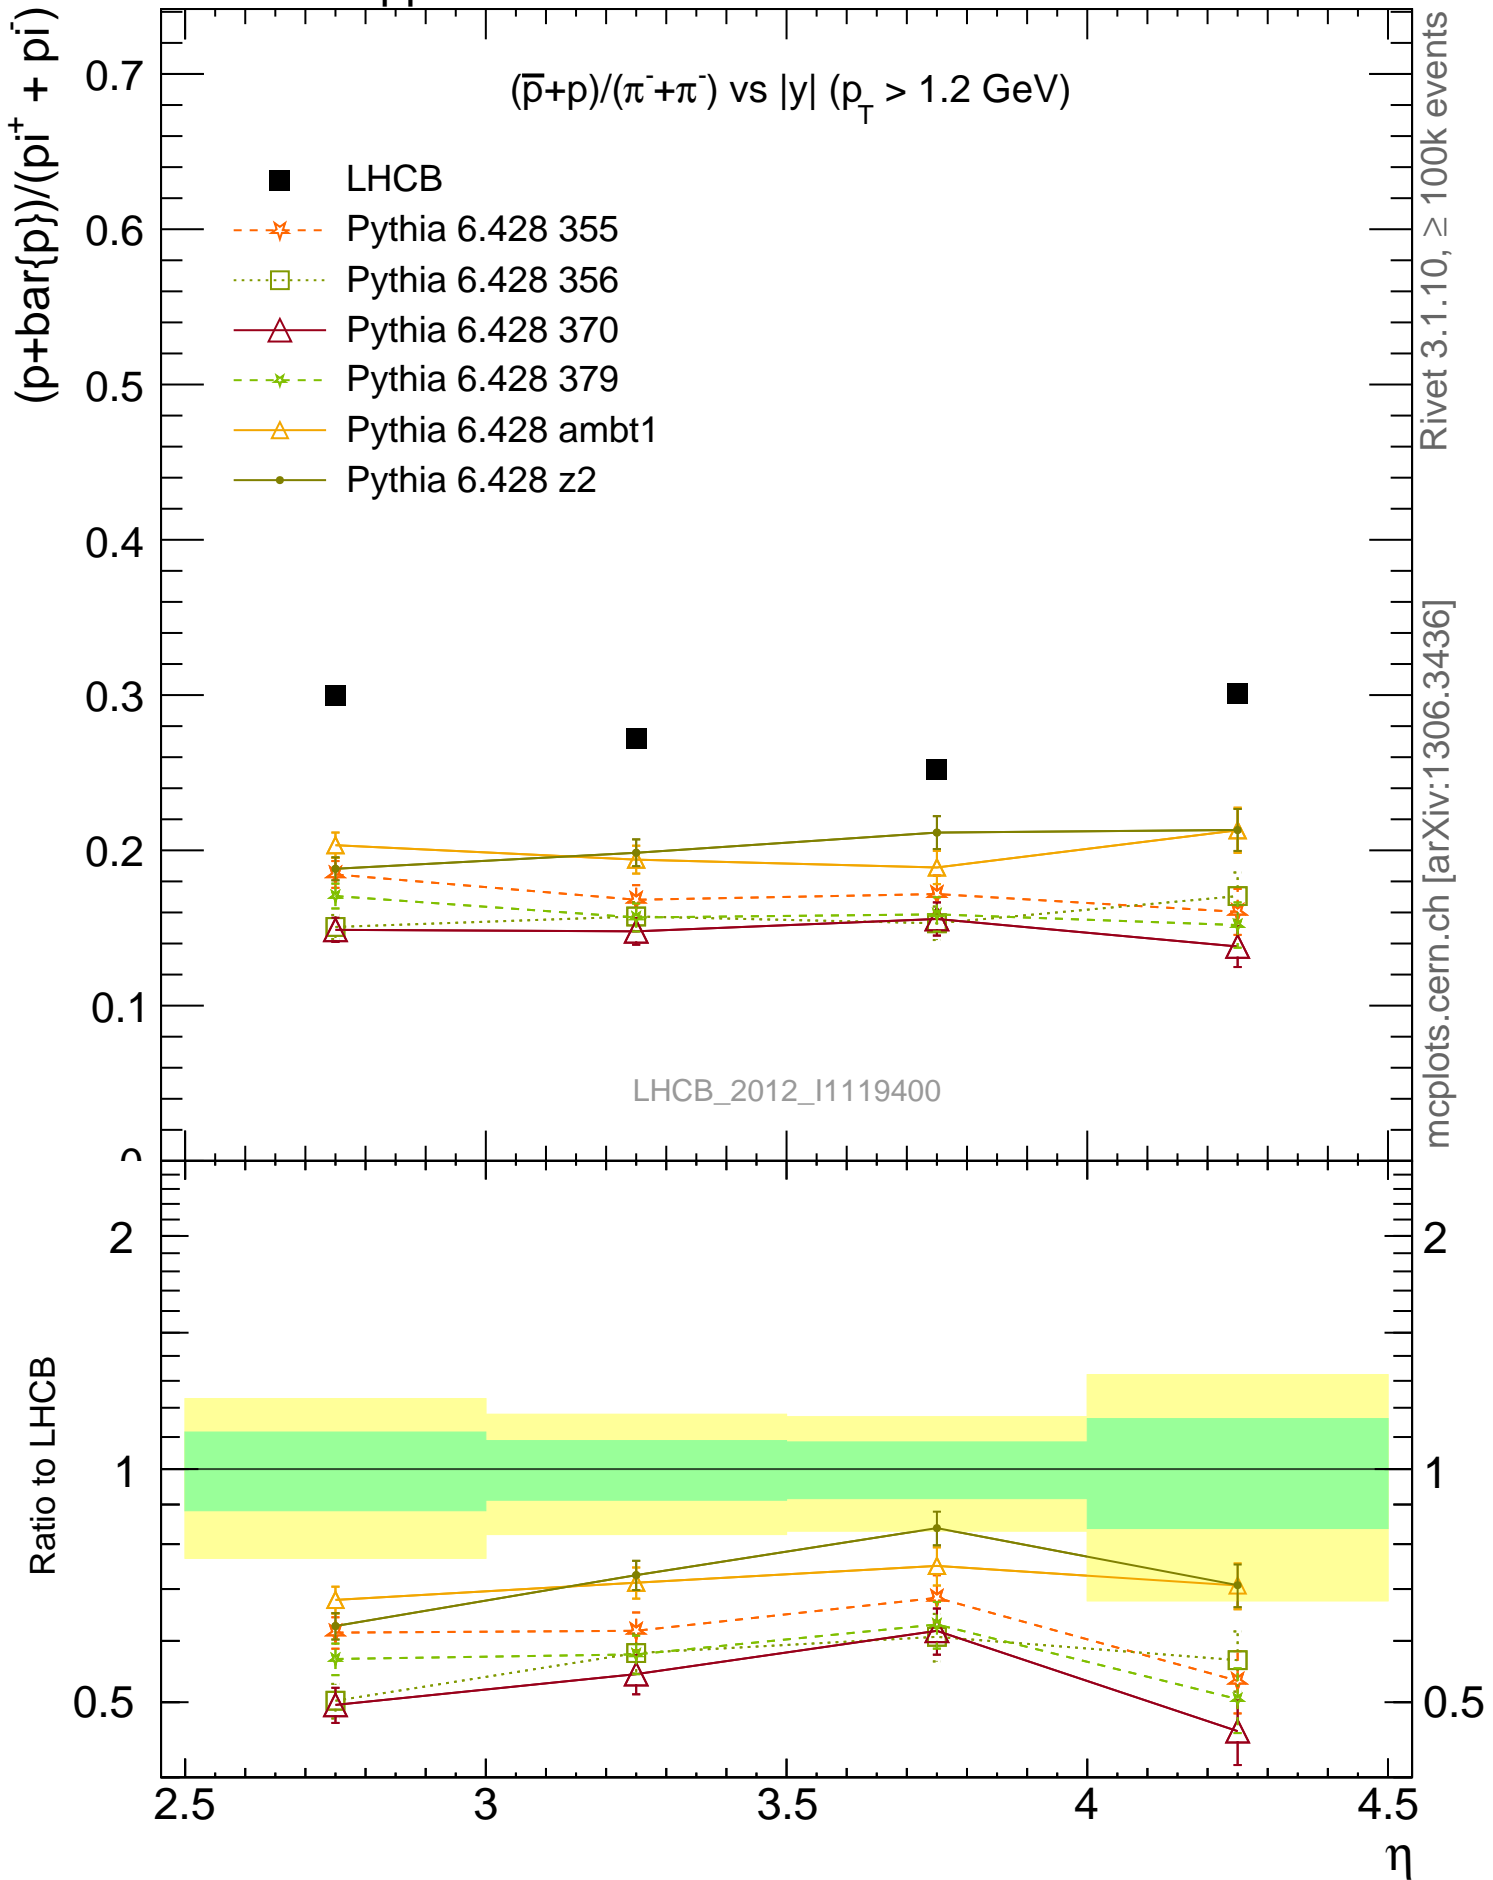 pp
(p̅+p)/(π⁻+π⁻) vs |y| (p_T > 1.2 GeV)
(p+bar{p})/(pi⁺ + pi⁻)
LHCB
Pythia 6.428 355
Pythia 6.428 356
Pythia 6.428 370
Pythia 6.428 379
Pythia 6.428 ambt1
Pythia 6.428 z2
0.7
0.6
0.5
0.4
0.3
0.2
0.1
0
LHCB_2012_I1119400
Rivet 3.1.10, ≥ 100k events
mcplots.cern.ch [arXiv:1306.3436]
Ratio to LHCB
2
1
0.5
2
1
0.5
2.5 3 3.5 4 4.5
η